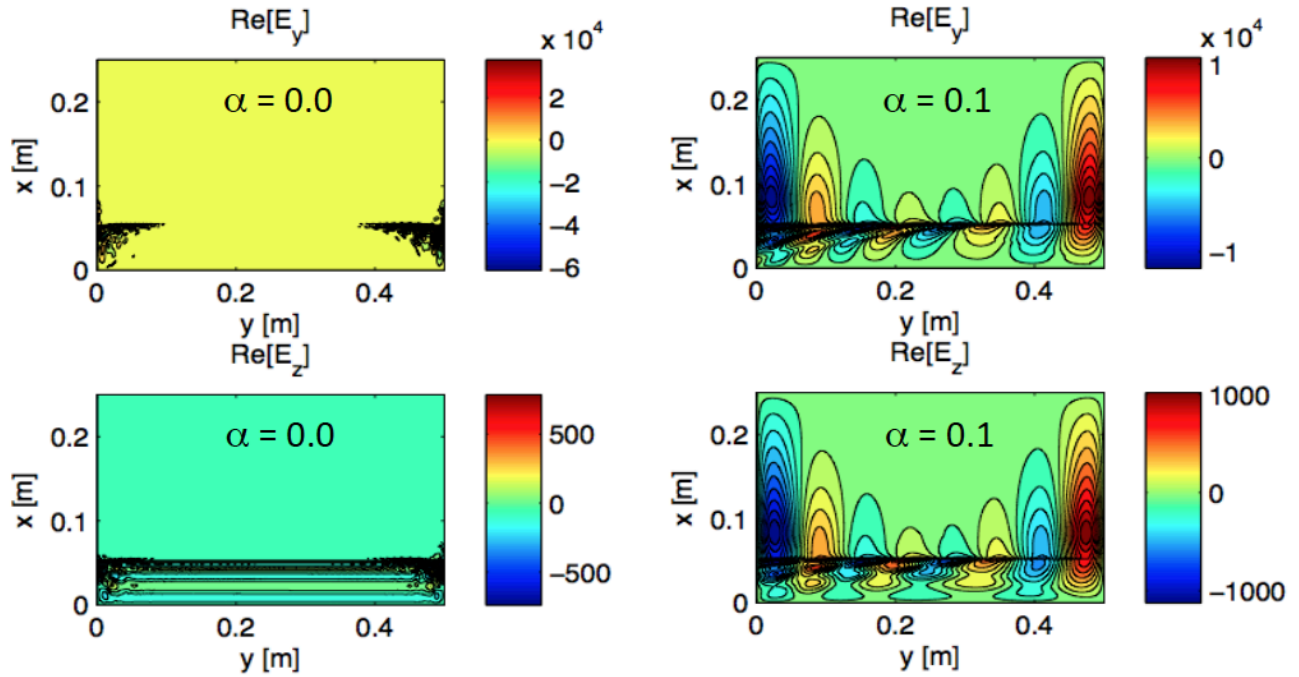 Re[E_y]
x 10^4
α = 0.0
0.2
0.1
0
x [m]
0
0.2
0.4
y [m]
2
0
−2
−4
−6
Re[E_y]
x 10^4
α = 0.1
0.2
0.1
0
x [m]
0
0.2
0.4
y [m]
1
0
−1
Re[E_z]
α = 0.0
0.2
0.1
0
x [m]
0
0.2
0.4
y [m]
500
0
−500
Re[E_z]
α = 0.1
0.2
0.1
0
x [m]
0
0.2
0.4
y [m]
1000
0
−1000